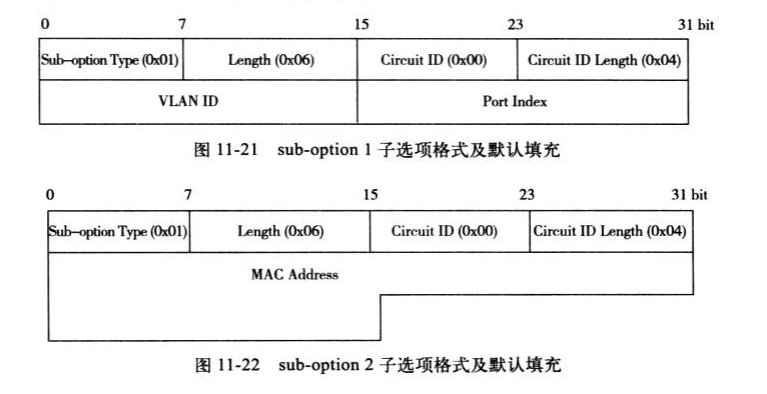 0 7 15 23 31 bit
Sub-option Type (0x01) Length (0x06) Circuit ID (0x00) Circuit ID Length (0x04)
VLAN ID Port Index
图 11-21 sub-option 1 子选项格式及默认填充
0 7 15 23 31 bit
Sub-option Type (0x01) Length (0x06) Circuit ID (0x00) Circuit ID Length (0x04)
MAC Address
图 11-22 sub-option 2 子选项格式及默认填充